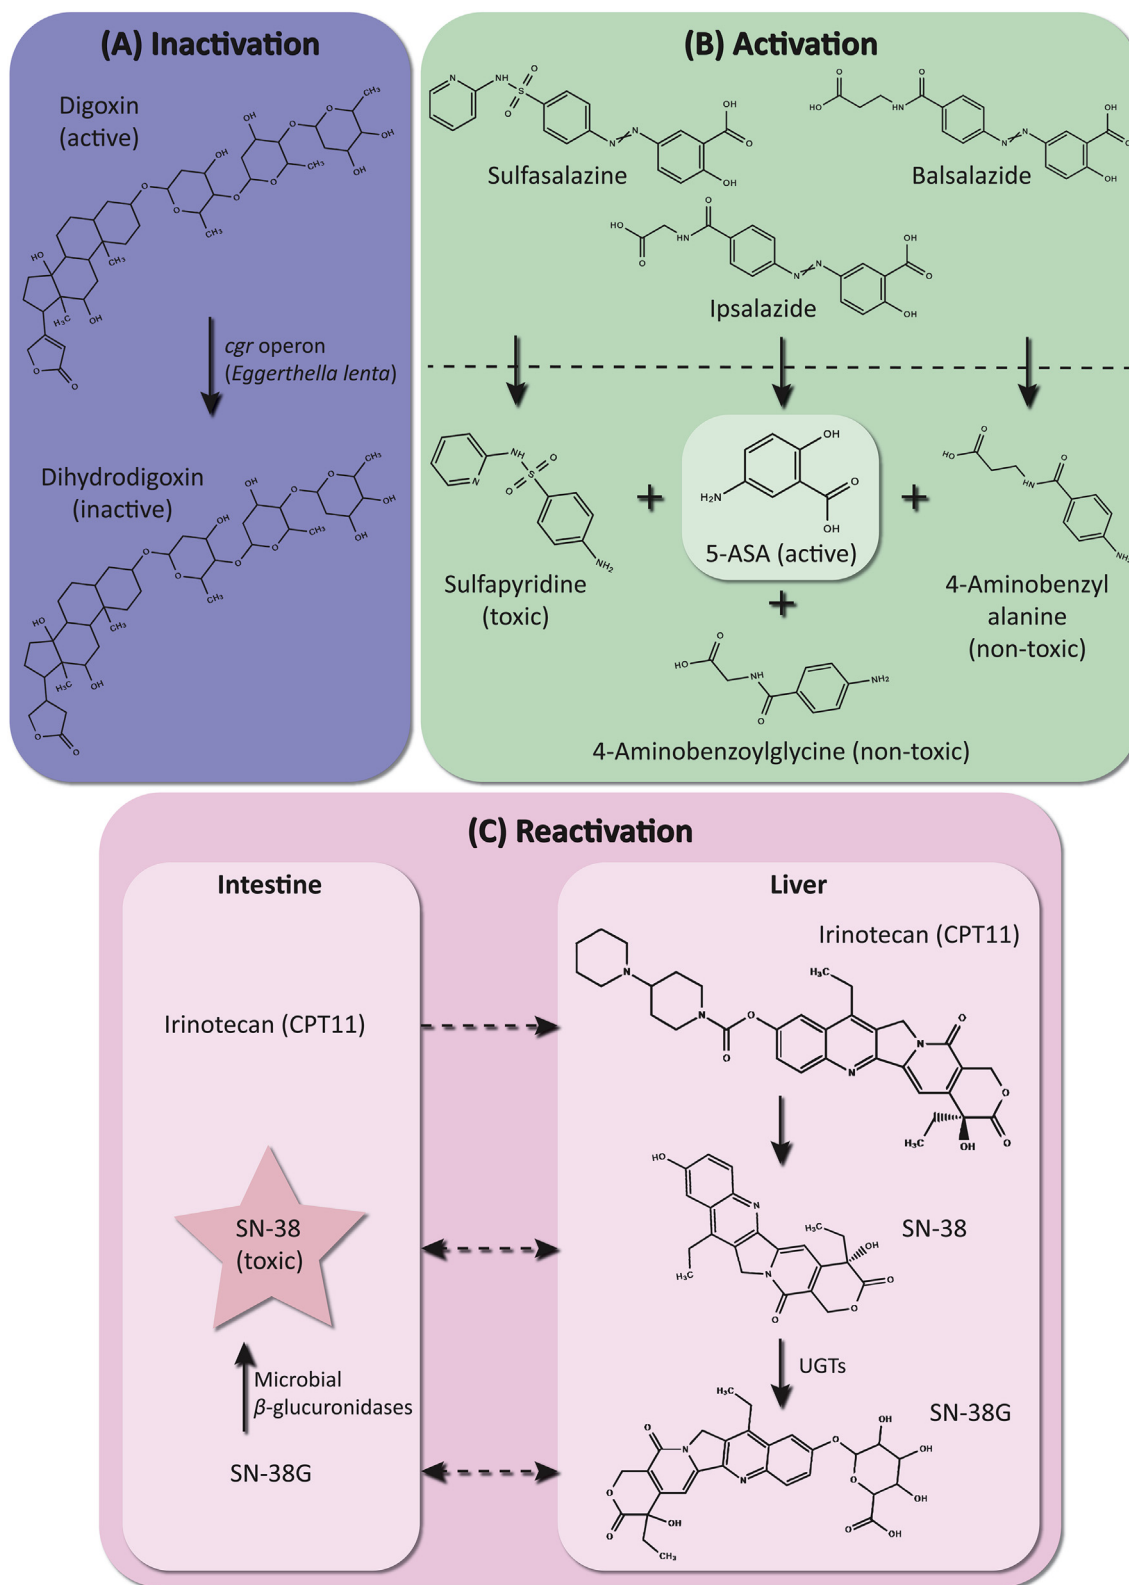 (A) Inactivation
Digoxin
(active)
cgr operon
(Eggerthella lenta)
Dihydrodigoxin
(inactive)
(B) Activation
Sulfasalazine
Balsalazide
Ipsalazide
Sulfapyridine
(toxic)
+
5-ASA (active)
+
4-Aminobenzyl
alanine
(non-toxic)
+
4-Aminobenzoylglycine (non-toxic)
(C) Reactivation
Intestine
Irinotecan (CPT11)
SN-38
(toxic)
Microbial
β-glucuronidases
SN-38G
Liver
Irinotecan (CPT11)
SN-38
UGTs
SN-38G